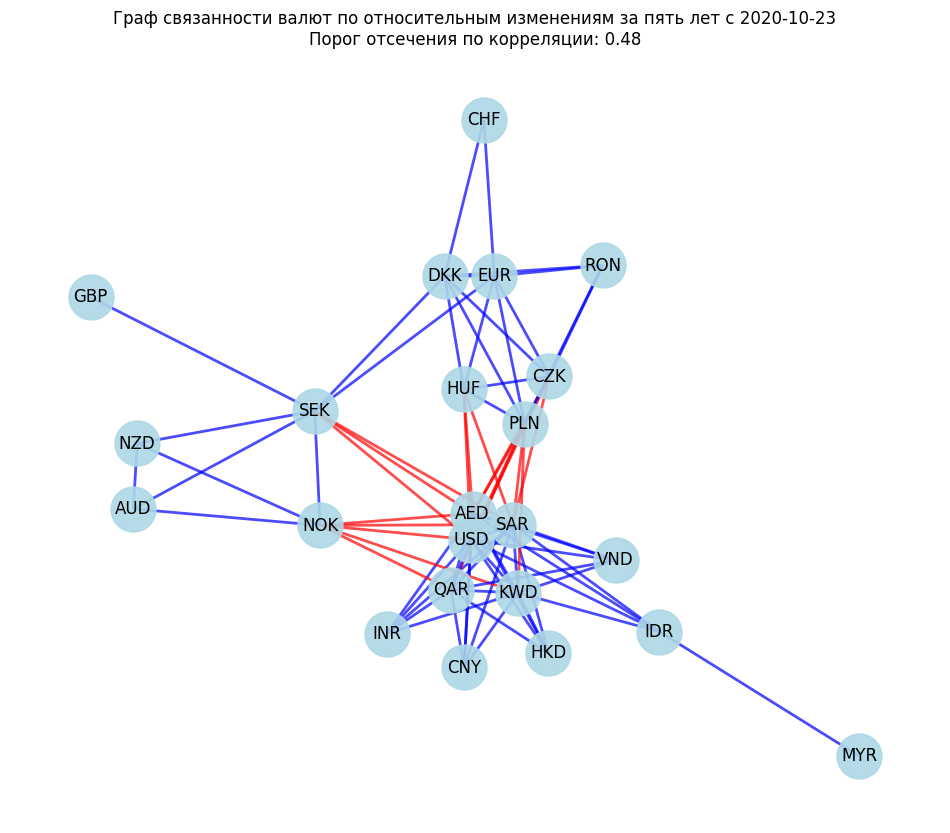 Граф связанности валют по относительным изменениям за пять лет с 2020-10-23
Порог отсечения по корреляции: 0.48
CHF
DKK
EUR
RON
GBP
CZK
HUF
SEK
PLN
NZD
AUD
AED
NOK
SAR
USD
VND
QAR
KWD
INR
IDR
HKD
CNY
MYR